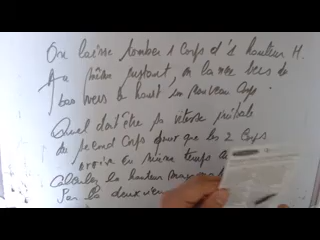 On laisse tomber 1 Corps d'1 hauteur H.
Au même instant, on lance vers de
bas vers le haut, un nouveau Corps.
Quel doit être la vitesse initiale
du second Corps pour que les 2 Corps
en même temps
Calculer la hauteur
Par le deuxième